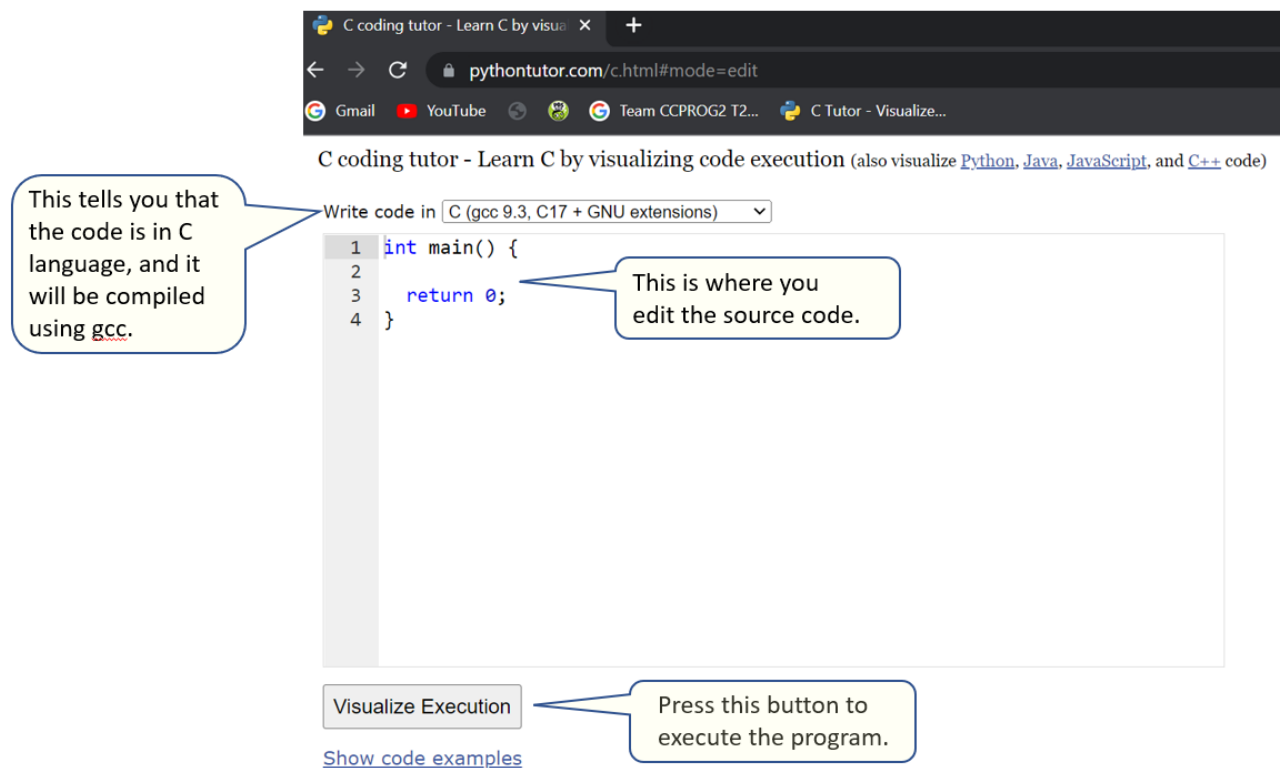 C coding tutor - Learn C by visua
pythontutor.com/c.html#mode=edit
Gmail YouTube Team CCPROG2 T2... C Tutor - Visualize...
C coding tutor - Learn C by visualizing code execution (also visualize Python, Java, JavaScript, and C++ code)
This tells you that
the code is in C
language, and it
will be compiled
using gcc.
Write code in C (gcc 9.3, C17 + GNU extensions)
1 int main() {
2
3 return 0;
4 }
This is where you
edit the source code.
Visualize Execution
Press this button to
execute the program.
Show code examples